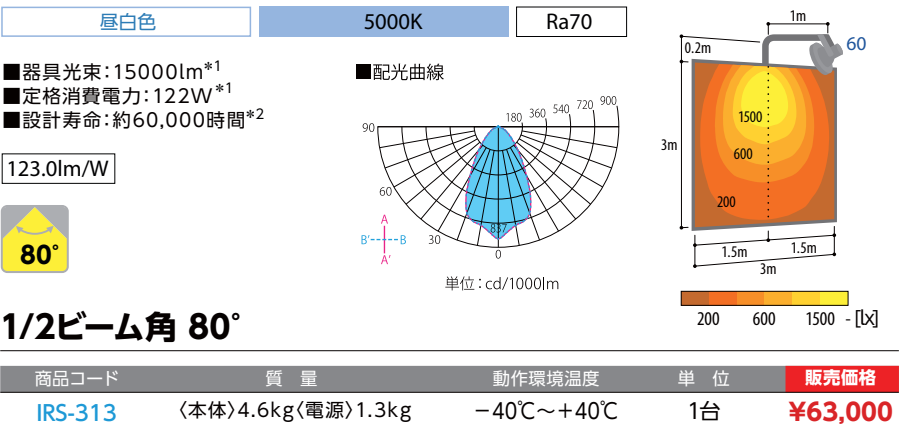 昼白色 5000K Ra70
■器具光束：15000lm*1
■定格消費電力：122W*1
■設計寿命：約60,000時間*2
123.0lm/W
80°
■配光曲線
180 360 540 720 900
90
60
30
0
837
A
B' B
A'
単位：cd/1000lm
1m
0.2m
60
3m
1500
600
200
1.5m 1.5m
3m
200 600 1500 - [lx]
1/2ビーム角 80°
商品コード 質 量 動作環境温度 単 位 販売価格
IRS-313 〈本体〉4.6kg〈電源〉1.3kg －40℃～＋40℃ 1台 ¥63,000